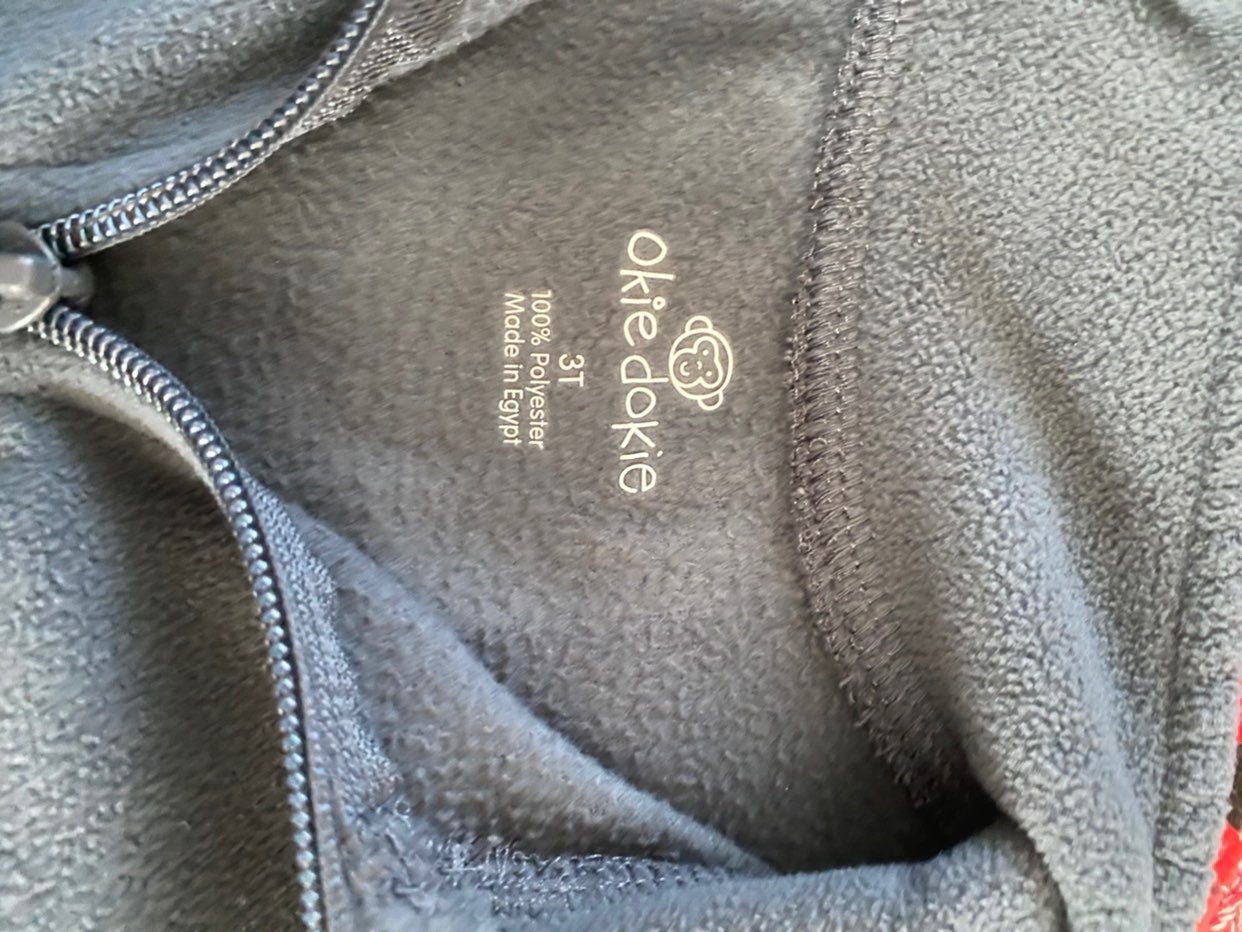 okie dokie
3T
100% Polyester
Made in Egypt